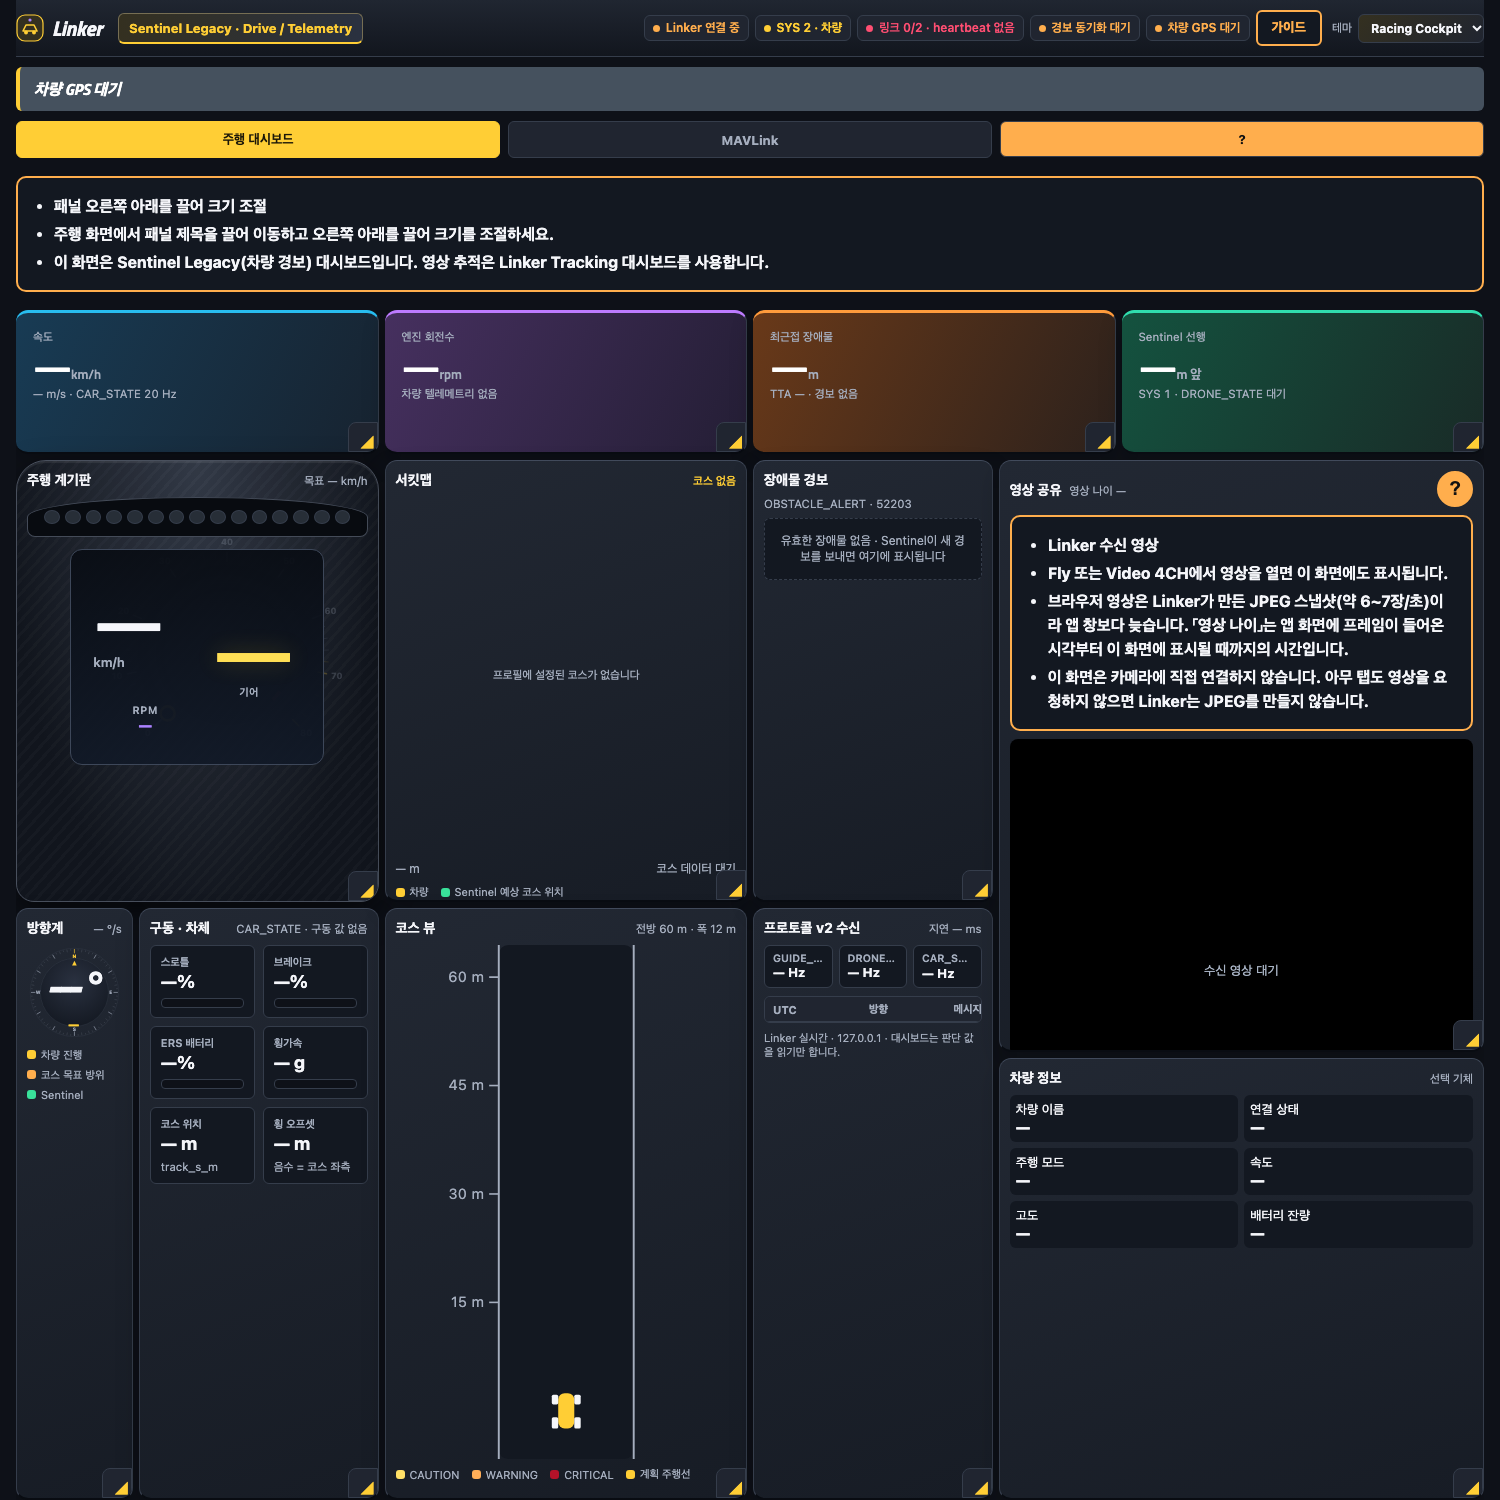 Linker
Sentinel Legacy · Drive / Telemetry
Linker 연결 중
SYS 2 · 차량
링크 0/2 · heartbeat 없음
경보 동기화 대기
차량 GPS 대기
가이드
테마
Racing Cockpit
차량 GPS 대기
주행 대시보드
MAVLink
?
패널 오른쪽 아래를 끌어 크기 조절
주행 화면에서 패널 제목을 끌어 이동하고 오른쪽 아래를 끌어 크기를 조절하세요.
이 화면은 Sentinel Legacy(차량 경보) 대시보드입니다. 영상 추적은 Linker Tracking 대시보드를 사용합니다.
속도
— km/h
— m/s · CAR_STATE 20 Hz
엔진 회전수
— rpm
차량 텔레메트리 없음
최근접 장애물
— m
TTA — · 경보 없음
Sentinel 선행
— m 앞
SYS 1 · DRONE_STATE 대기
주행 계기판
목표 — km/h
40
60
70
—
km/h
—
기어
RPM
—
서킷맵
코스 없음
프로필에 설정된 코스가 없습니다
— m
코스 데이터 대기
차량
Sentinel 예상 코스 위치
장애물 경보
OBSTACLE_ALERT · 52203
유효한 장애물 없음 · Sentinel이 새 경
보를 보내면 여기에 표시됩니다
영상 공유
영상 나이 —
?
Linker 수신 영상
Fly 또는 Video 4CH에서 영상을 열면 이 화면에도 표시됩니다.
브라우저 영상은 Linker가 만든 JPEG 스냅샷(약 6~7장/초)이
라 앱 창보다 늦습니다. 「영상 나이」는 앱 화면에 프레임이 들어온
시각부터 이 화면에 표시될 때까지의 시간입니다.
이 화면은 카메라에 직접 연결하지 않습니다. 아무 탭도 영상을 요
청하지 않으면 Linker는 JPEG를 만들지 않습니다.
수신 영상 대기
방향계
— °/s
N
E
S
W
—
차량 진행
코스 목표 방위
Sentinel
구동 · 차체
CAR_STATE · 구동 값 없음
스로틀
—%
브레이크
—%
ERS 배터리
—%
횡가속
— g
코스 위치
— m
track_s_m
횡 오프셋
— m
음수 = 코스 좌측
코스 뷰
전방 60 m · 폭 12 m
60 m
45 m
30 m
15 m
CAUTION
WARNING
CRITICAL
계획 주행선
프로토콜 v2 수신
지연 — ms
GUIDE_...
— Hz
DRONE...
— Hz
CAR_S...
— Hz
UTC
방향
메시지
Linker 실시간 · 127.0.0.1 · 대시보드는 판단 값
을 읽기만 합니다.
차량 정보
선택 기체
차량 이름
—
연결 상태
—
주행 모드
—
속도
—
고도
—
배터리 잔량
—